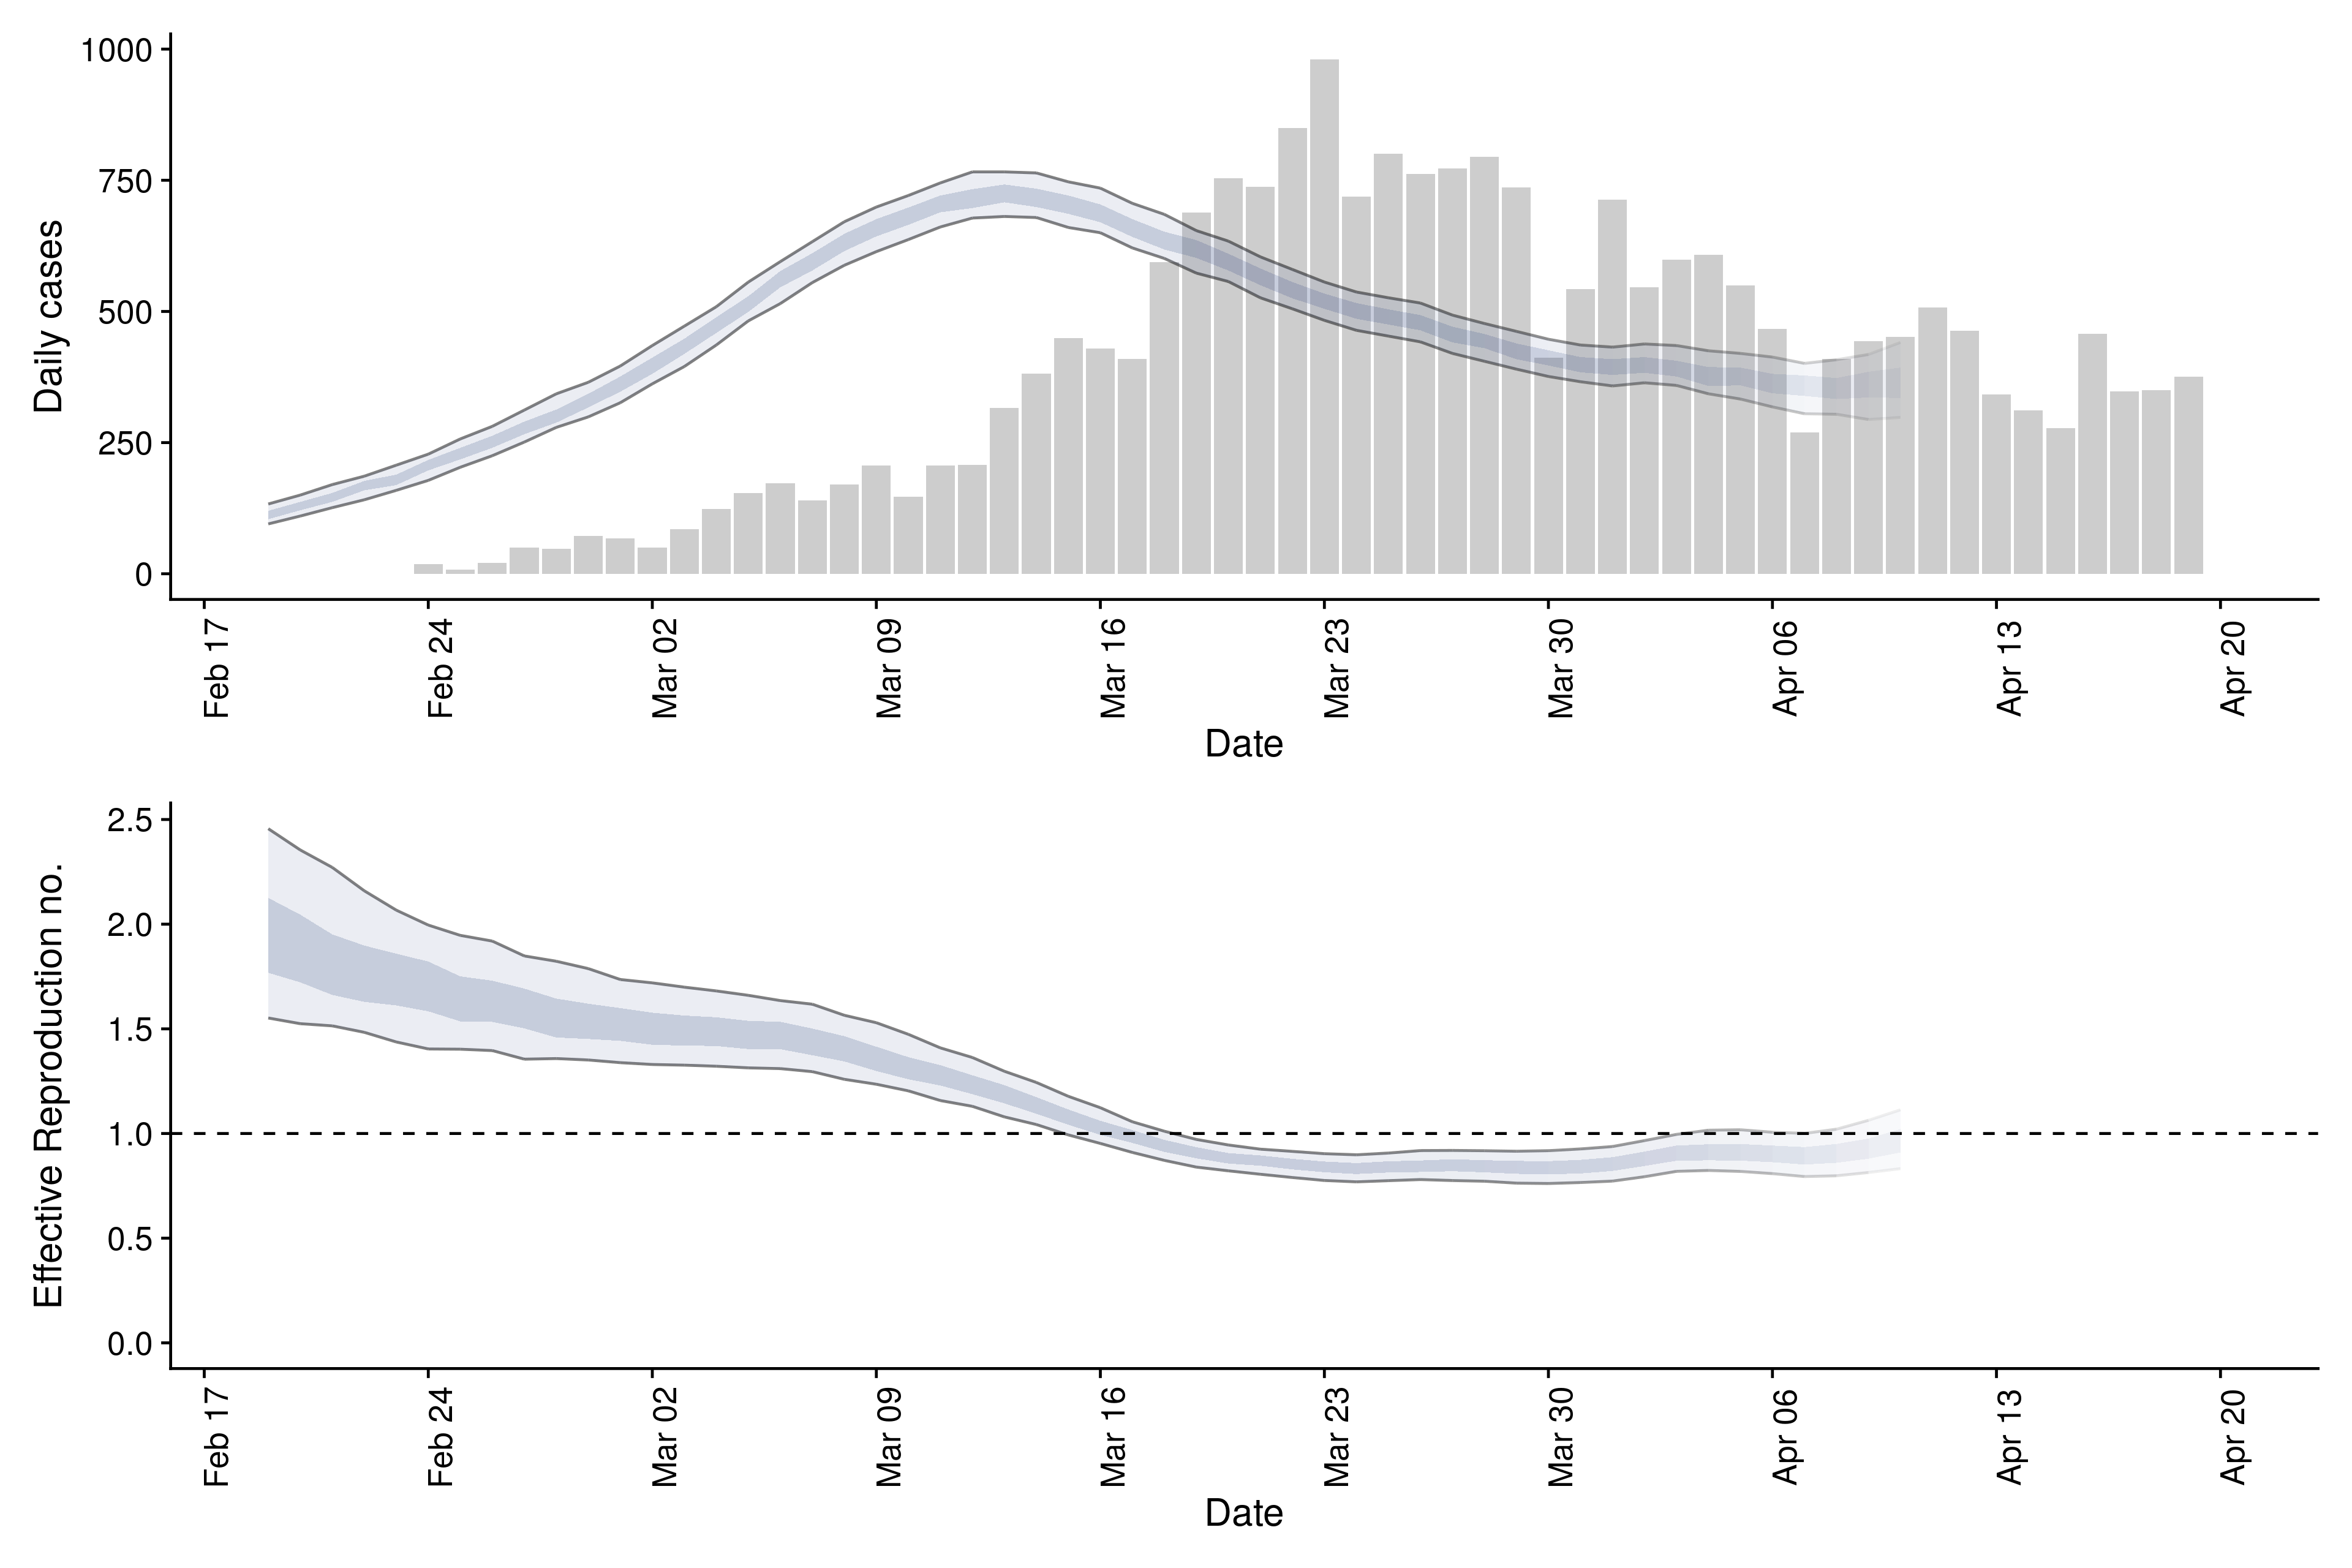 Daily cases
1000
750
500
250
0
Feb 17
Feb 24
Mar 02
Mar 09
Mar 16
Mar 23
Mar 30
Apr 06
Apr 13
Apr 20
Date
Effective Reproduction no.
2.5
2.0
1.5
1.0
0.5
0.0
Feb 17
Feb 24
Mar 02
Mar 09
Mar 16
Mar 23
Mar 30
Apr 06
Apr 13
Apr 20
Date